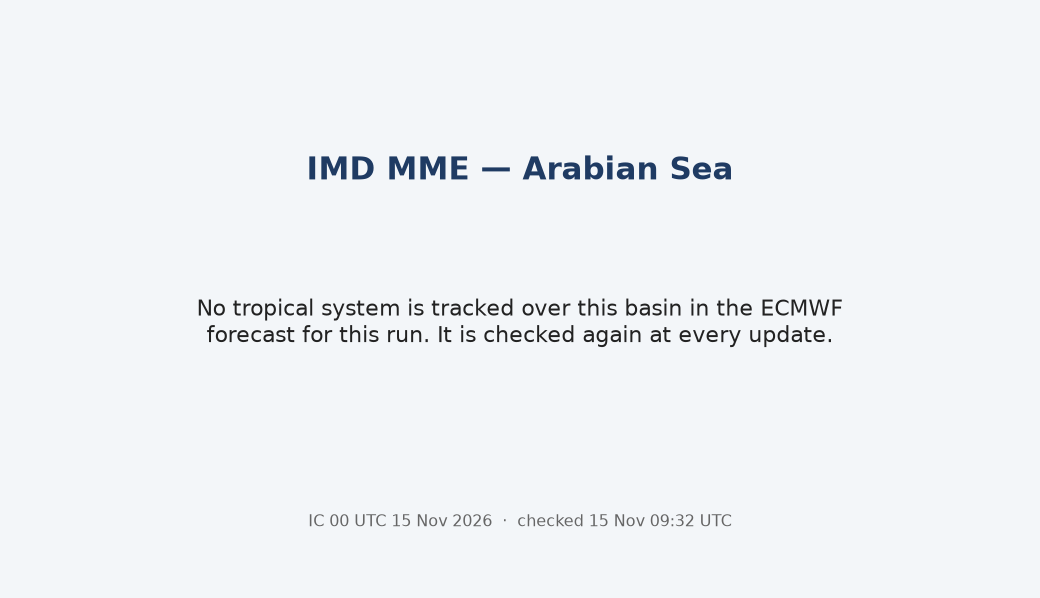 IMD MME — Arabian Sea
No tropical system is tracked over this basin in the ECMWF
forecast for this run. It is checked again at every update.
IC 00 UTC 15 Nov 2026 · checked 15 Nov 09:32 UTC